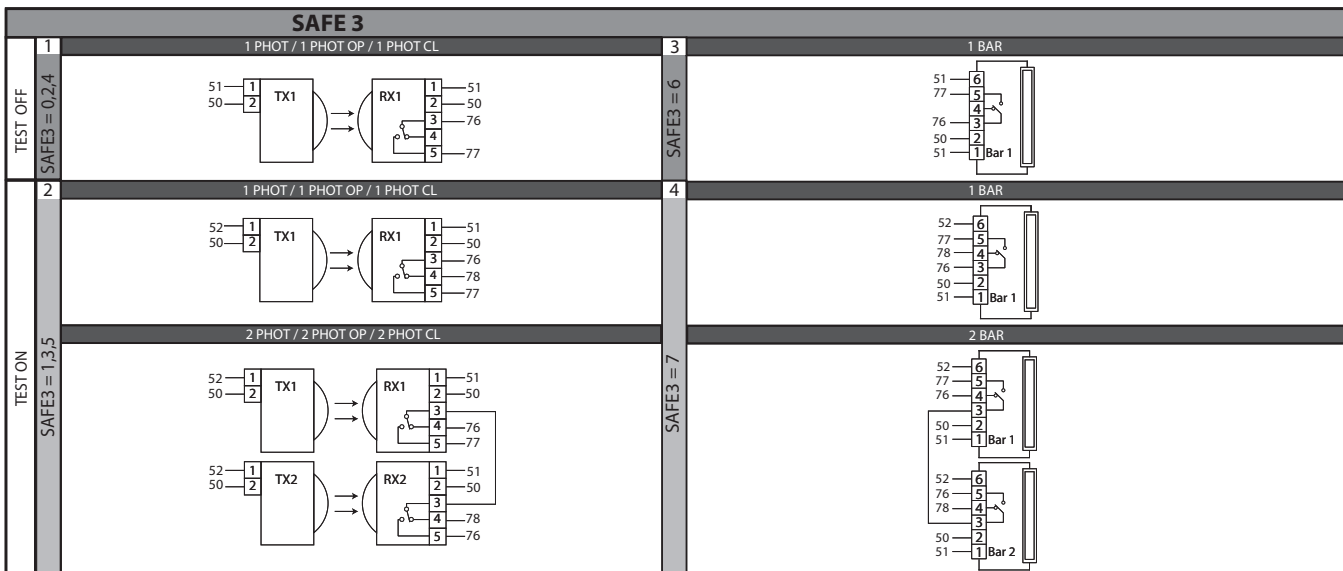 SAFE 3
TEST OFF
SAFE3 = 0,2,4
1
1 PHOT / 1 PHOT OP / 1 PHOT CL
51 1 TX1 RX1 1 51
50 2 2 50
3 76
4
5 77
SAFE3 = 6
3
1 BAR
51 6
77 5
4
76 3
50 2
51 1 Bar 1
TEST ON
SAFE3 = 1,3,5
2
1 PHOT / 1 PHOT OP / 1 PHOT CL
52 1 TX1 RX1 1 51
50 2 2 50
3 76
4 78
5 77
2 PHOT / 2 PHOT OP / 2 PHOT CL
52 1 TX1 RX1 1 51
50 2 2 50
3
4 76
5 77
52 1 TX2 RX2 1 51
50 2 2 50
3
4 78
5 76
SAFE3 = 7
4
1 BAR
52 6
77 5
78 4
76 3
50 2
51 1 Bar 1
2 BAR
52 6
77 5
76 4
3
50 2
51 1 Bar 1
52 6
76 5
78 4
3
50 2
51 1 Bar 2